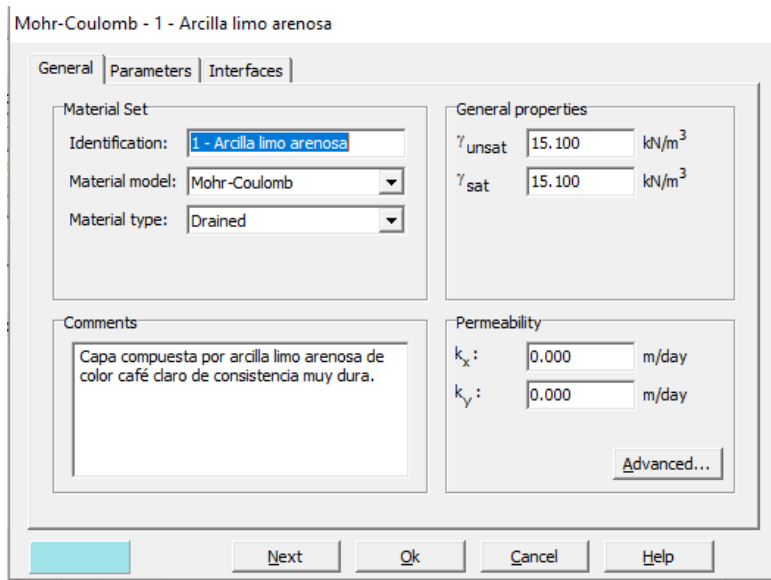 Mohr-Coulomb - 1 - Arcilla limo arenosa
General Parameters Interfaces
Material Set
Identification: 1 - Arcilla limo arenosa
Material model: Mohr-Coulomb
Material type: Drained
General properties
γunsat 15.100 kN/m³
γsat 15.100 kN/m³
Comments
Capa compuesta por arcilla limo arenosa de
color café claro de consistencia muy dura.
Permeability
kx: 0.000 m/day
ky: 0.000 m/day
Advanced...
Next Ok Cancel Help